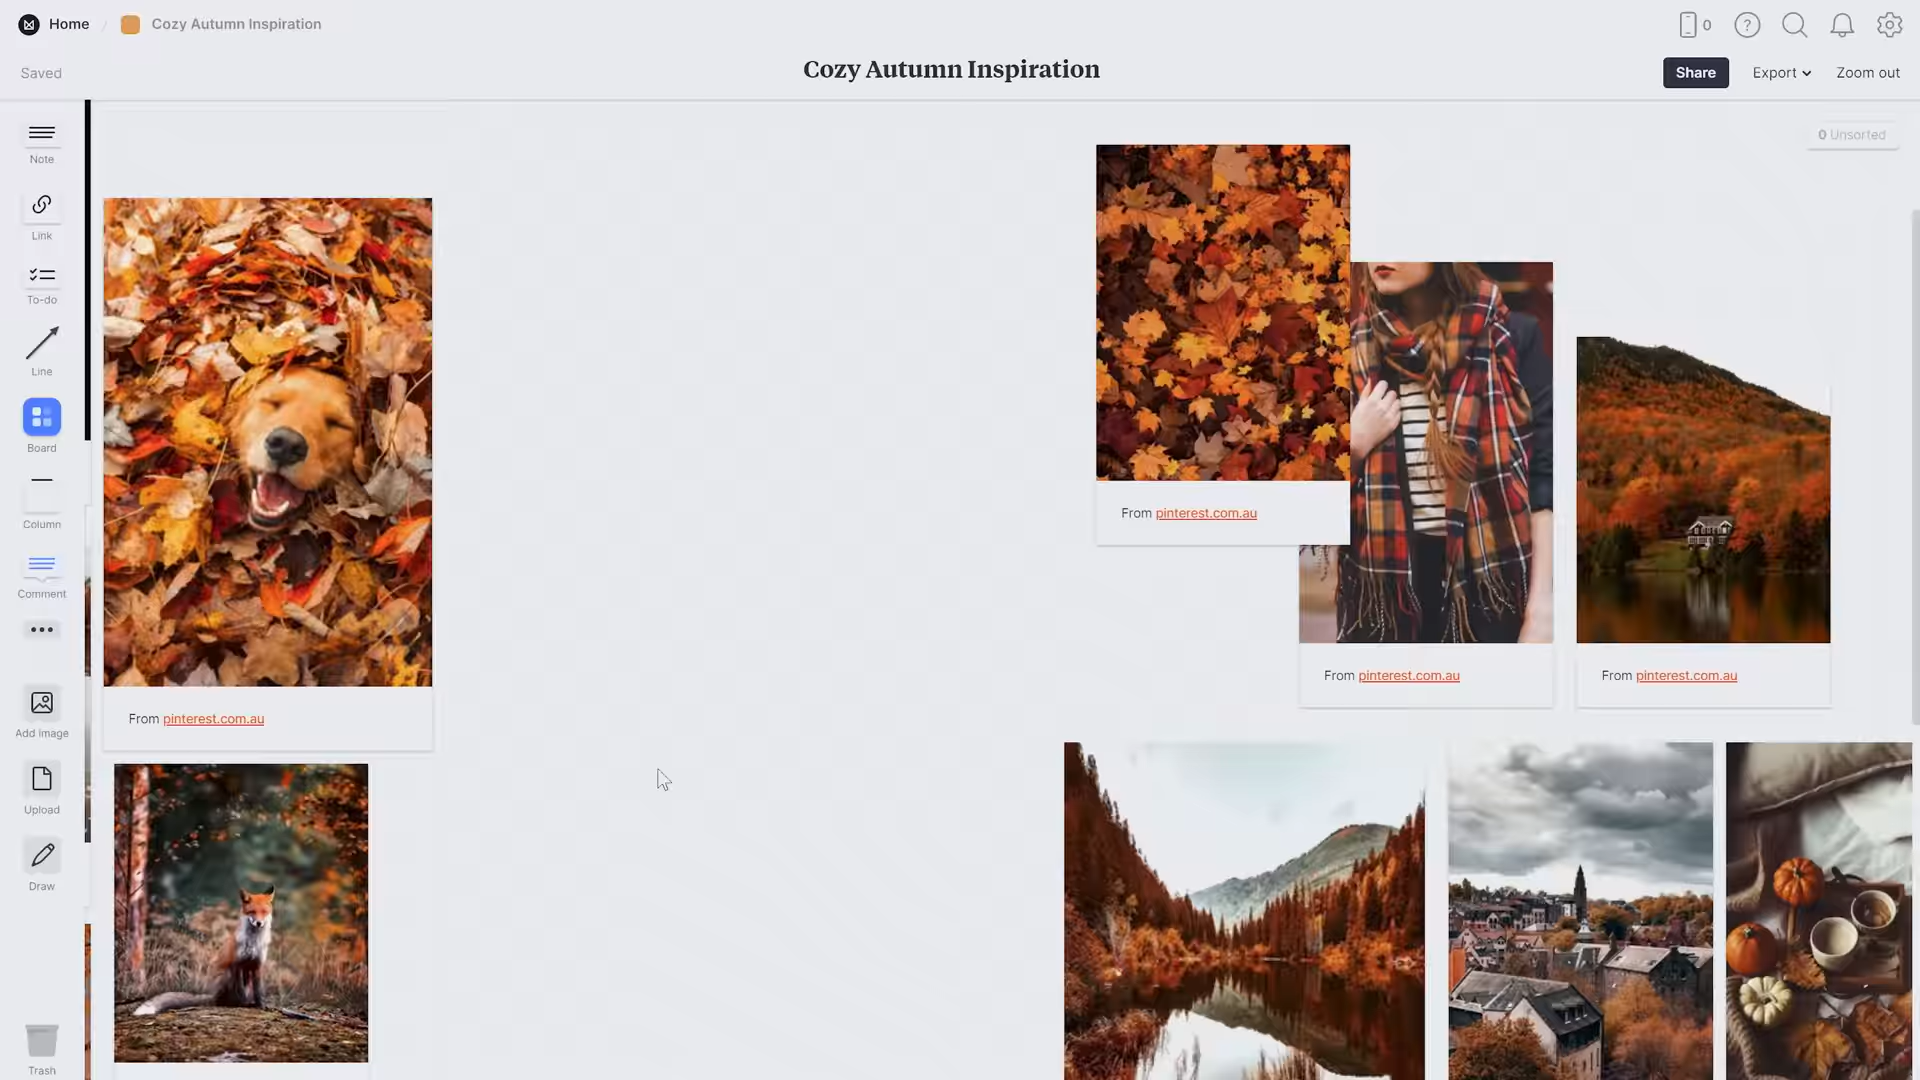 Home / Cozy Autumn Inspiration
0
Saved
Cozy Autumn Inspiration
Share
Export
Zoom out
0 Unsorted
Note
Link
To-do
Line
Board
Column
Comment
Add image
Upload
Draw
Trash
From pinterest.com.au
From pinterest.com.au
From pinterest.com.au
From pinterest.com.au